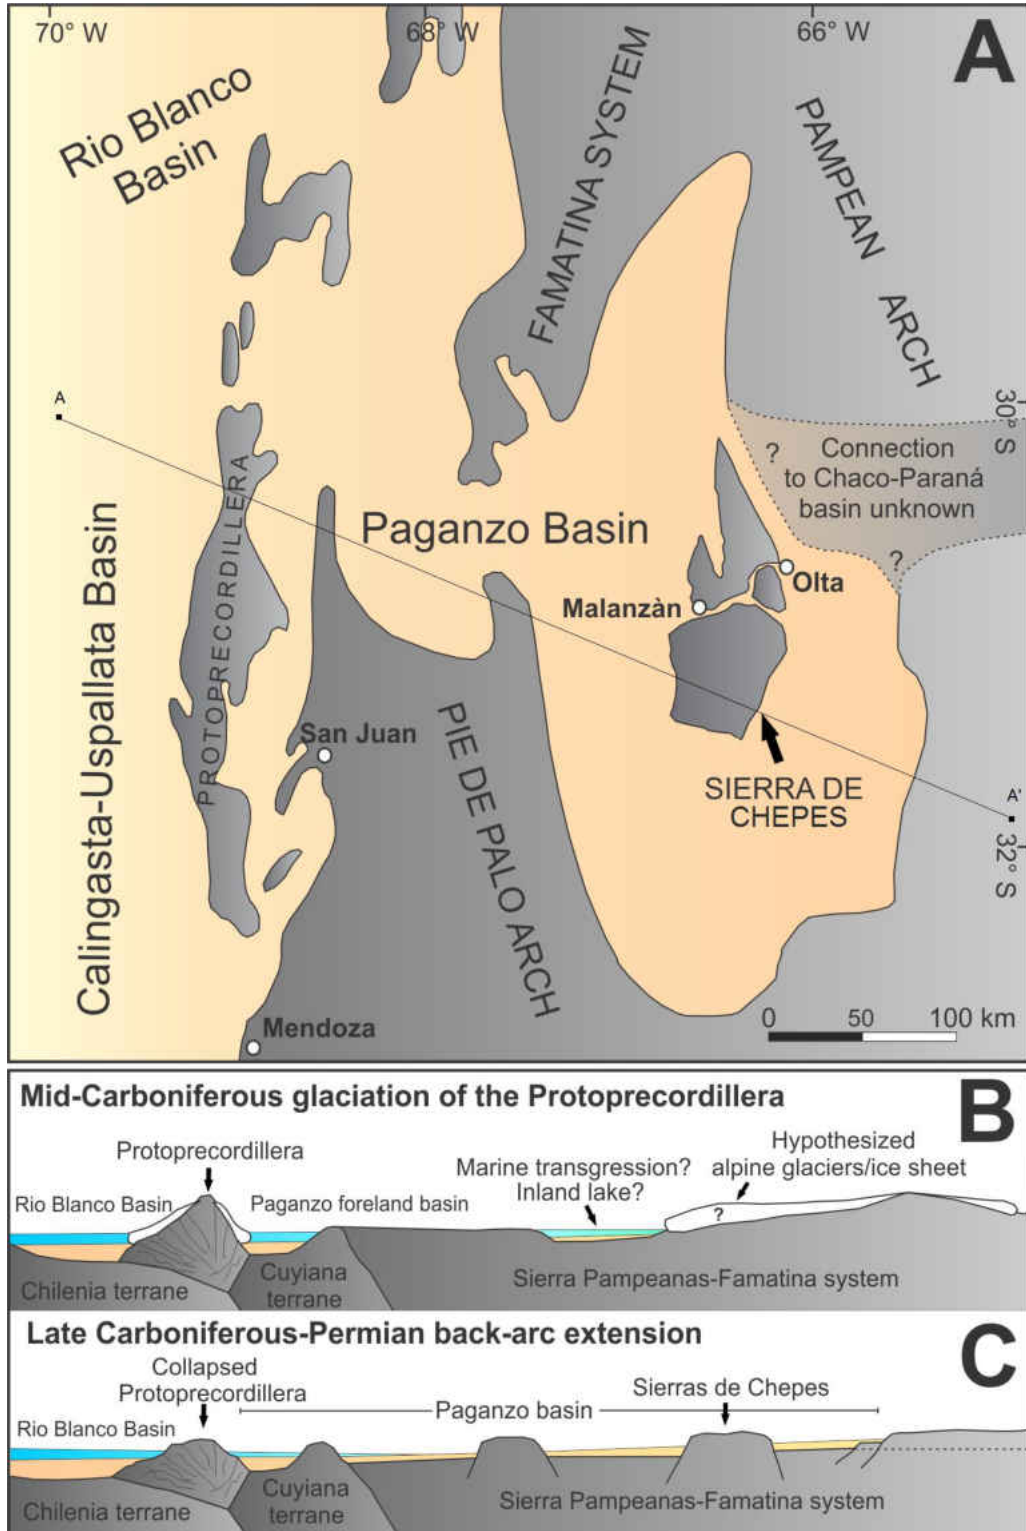 70° W
68° W
66° W
A
Rio Blanco
Basin
FAMATINA SYSTEM
PAMPEAN ARCH
30° S
A
PROTOPRECORDILLERA
Calingasta-Uspallata Basin
Paganzo Basin
?
Connection
to Chaco-Paraná
basin unknown
?
Olta
Malanzàn
San Juan
PIE DE PALO ARCH
SIERRA DE
CHEPES
A'
32° S
Mendoza
0 50 100 km
Mid-Carboniferous glaciation of the Protoprecordillera
B
Protoprecordillera
Hypothesized
alpine glaciers/ice sheet
Marine transgression?
Inland lake?
Rio Blanco Basin
Paganzo foreland basin
?
Chilenia terrane
Cuyiana
terrane
Sierra Pampeanas-Famatina system
Late Carboniferous-Permian back-arc extension
C
Collapsed
Protoprecordillera
Sierras de Chepes
Paganzo basin
Rio Blanco Basin
Chilenia terrane
Cuyiana
terrane
Sierra Pampeanas-Famatina system